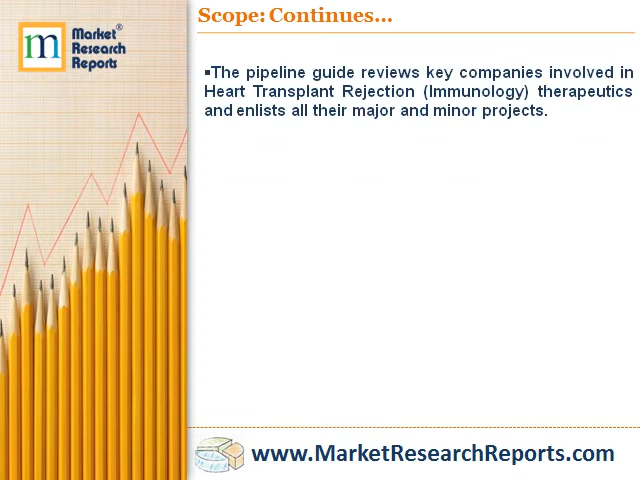 Scope: Continues...
m
Market®
Research
Reports
▪The pipeline guide reviews key companies involved in
Heart Transplant Rejection (Immunology) therapeutics
and enlists all their major and minor projects.
www.MarketResearchReports.com